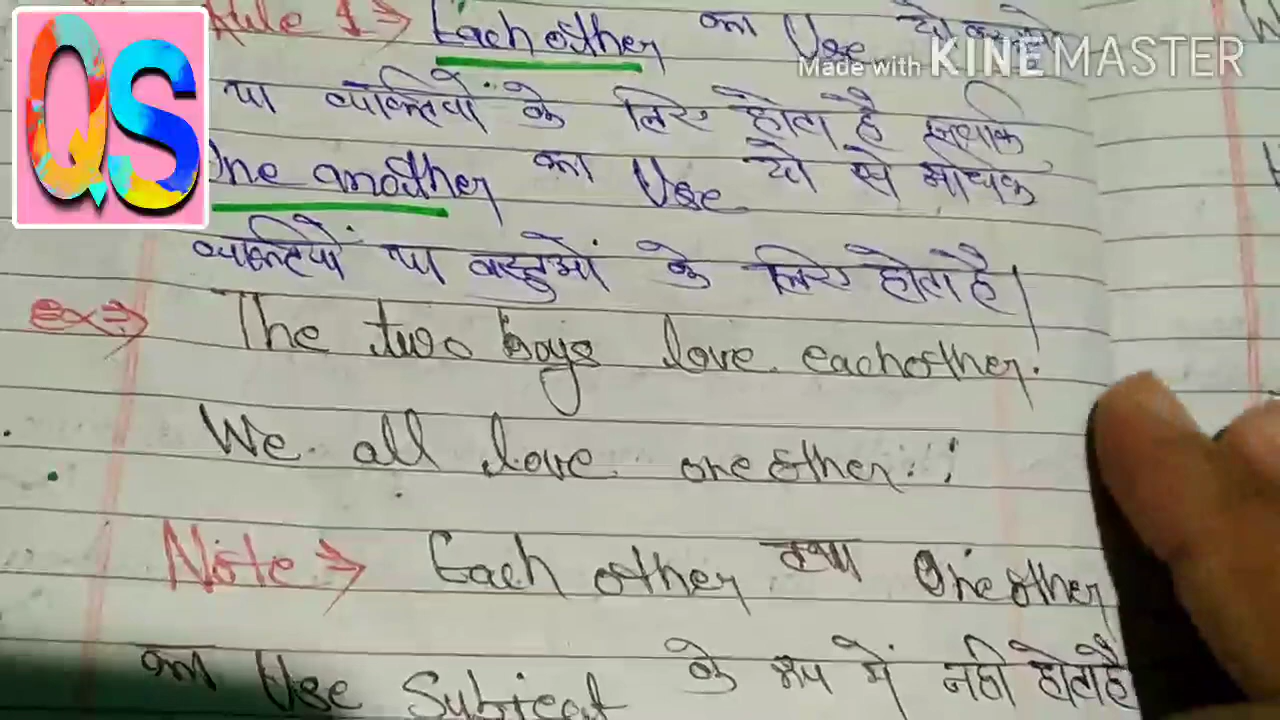 Rule 1 ⇒ Each other का Use दो वस्तुओं
Made with KINEMASTER
या व्यक्तियों के लिए होता है जबकि
One another का Use दो से अधिक
व्यक्तियों या वस्तुओं के लिए होता है।
Ex ⇒ The two boys love eachother.
We all love one other.
Note ⇒ Each other तथा One other
का Use Subject के रूप में नही होता है
QS